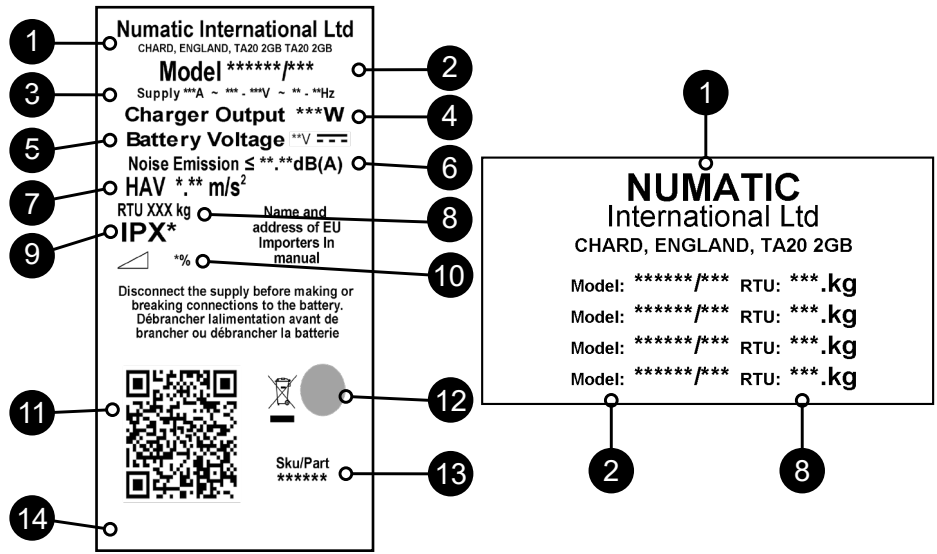 1
Numatic International Ltd
CHARD, ENGLAND, TA20 2GB TA20 2GB
2
Model ******/***
3
Supply ***A ~ *** - ***V ~ ** - **Hz
4
Charger Output ***W
5
Battery Voltage **V
6
Noise Emission ≤ **.**dB(A)
7
HAV *.** m/s²
8
RTU XXX kg
9
IPX*
Name and
address of EU
Importers In
manual
10
*%
Disconnect the supply before making or
breaking connections to the battery.
Débrancher lalimentation avant de
brancher ou débrancher la batterie
11
12
13
Sku/Part
******
14
1
NUMATIC
International Ltd
CHARD, ENGLAND, TA20 2GB
Model: ******/*** RTU: ***.kg
Model: ******/*** RTU: ***.kg
Model: ******/*** RTU: ***.kg
Model: ******/*** RTU: ***.kg
2
8